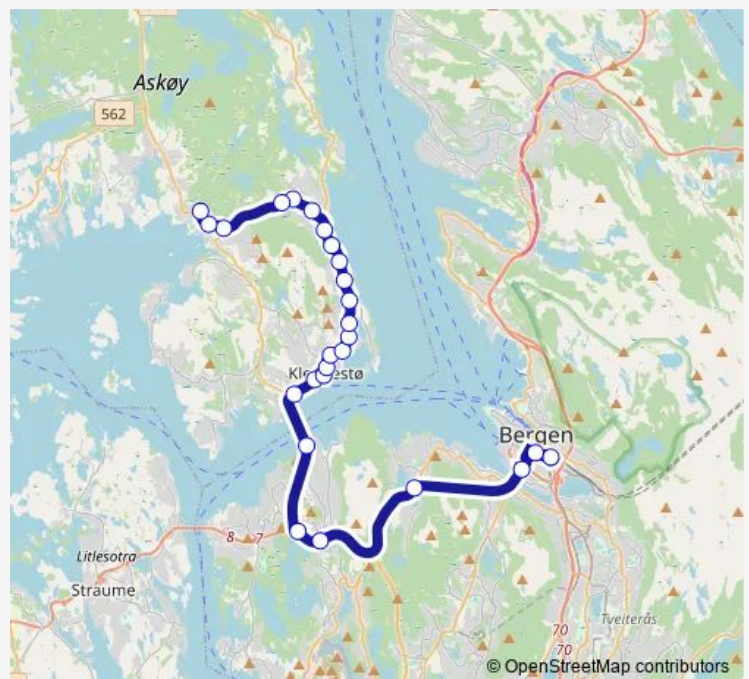 Askøy
562
Kleppestø
Bergen
8
7
Litlesotra
Straume
Tveiterås
70
70
© OpenStreetMap contributors